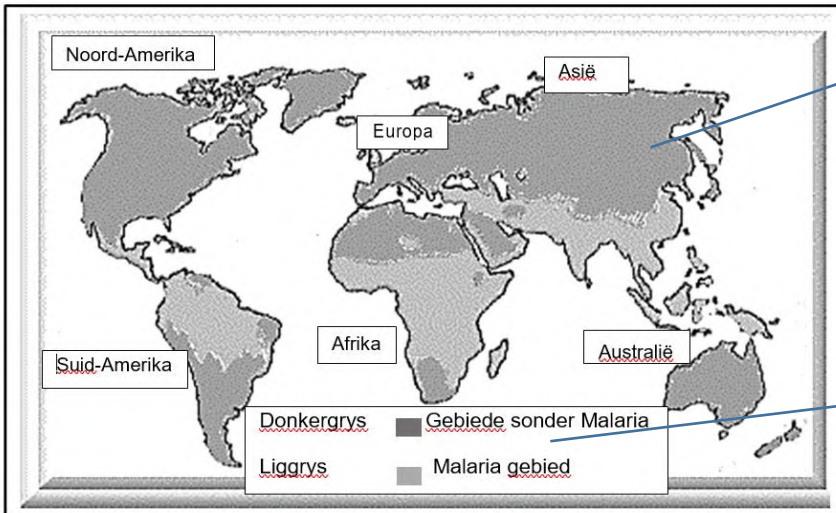 Noord-Amerika
Asië
Europa
Afrika
Suid-Amerika
Australië
Donkergrys Gebiede sonder Malaria
Liggrys Malaria gebied